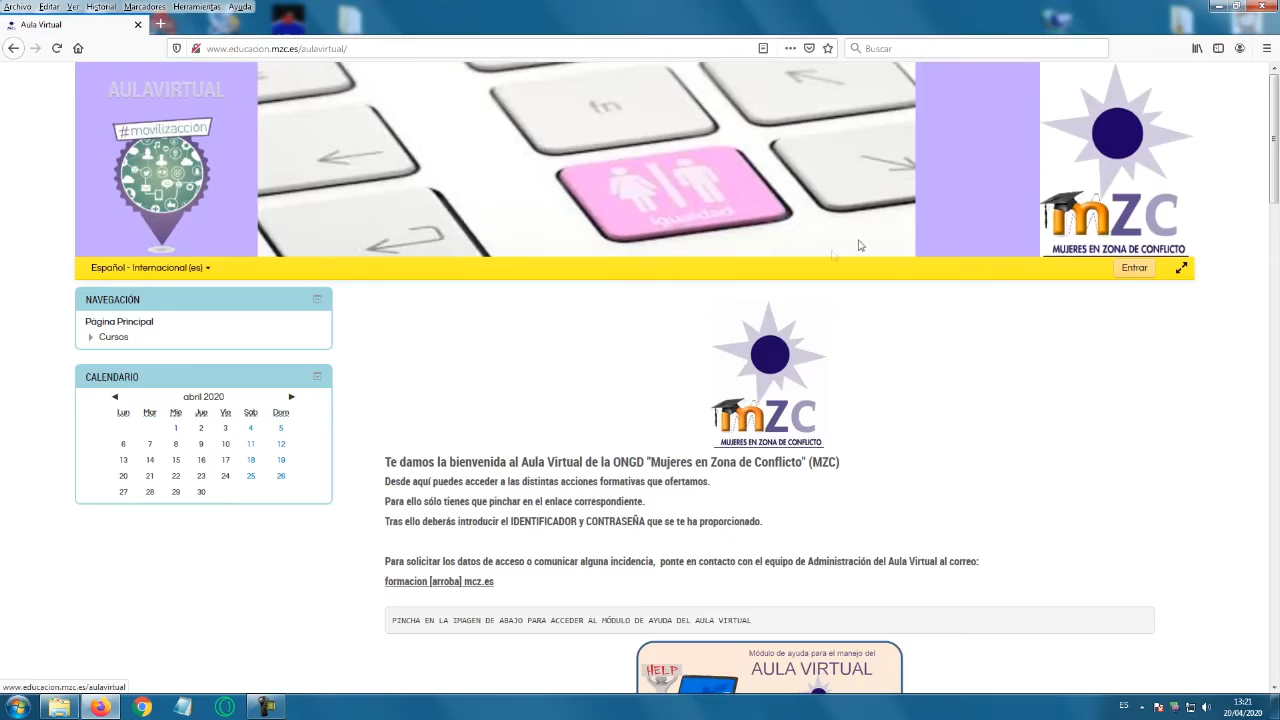 Archivo Editar Ver Historial Marcadores Herramientas Ayuda
Aula Virtual
www.educacion.mzc.es/aulavirtual/
Buscar
AULAVIRTUAL
#movilizacción
fn
igualdad
mZC
MUJERES EN ZONA DE CONFLICTO
Español - Internacional (es)
Entrar
NAVEGACIÓN
Página Principal
Cursos
CALENDARIO
abril 2020
Lun Mar Mie Jue Vie Sáb Dom
1 2 3 4 5
6 7 8 9 10 11 12
13 14 15 16 17 18 19
20 21 22 23 24 25 26
27 28 29 30
mZC
MUJERES EN ZONA DE CONFLICTO
Te damos la bienvenida al Aula Virtual de la ONGD "Mujeres en Zona de Conflicto" (MZC)
Desde aquí puedes acceder a las distintas acciones formativas que ofertamos.
Para ello sólo tienes que pinchar en el enlace correspondiente.
Tras ello deberás introducir el IDENTIFICADOR y CONTRASEÑA que se te ha proporcionado.
Para solicitar los datos de acceso o comunicar alguna incidencia, ponte en contacto con el equipo de Administración del Aula Virtual al correo:
formacion [arroba] mcz.es
PINCHA EN LA IMAGEN DE ABAJO PARA ACCEDER AL MÓDULO DE AYUDA DEL AULA VIRTUAL
Módulo de ayuda para el manejo del
AULA VIRTUAL
HELP
www.educacion.mzc.es/aulavirtual
ES
13:21
20/04/2020